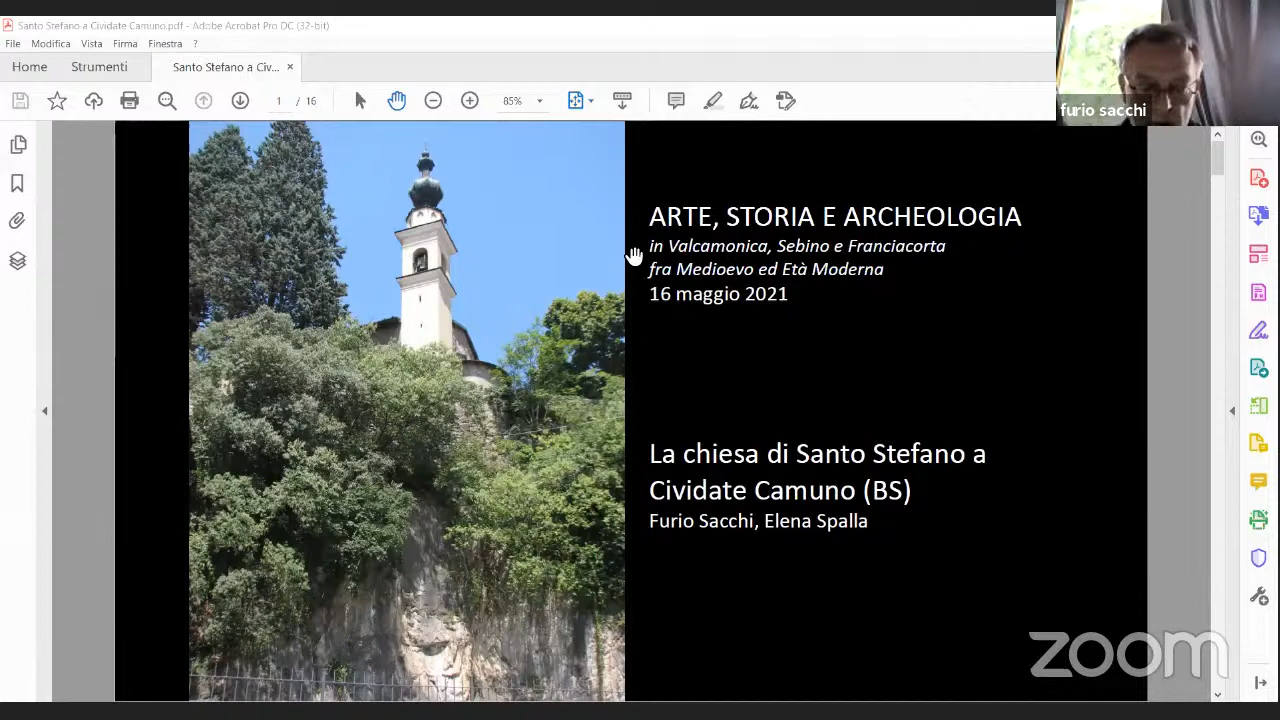 Santo Stefano a Cividate Camuno.pdf - Adobe Acrobat Pro DC (32-bit)
File Modifica Vista Firma Finestra ?
Home Strumenti Santo Stefano a Civ... ×
1 / 16 85%
furio sacchi
ARTE, STORIA E ARCHEOLOGIA
in Valcamonica, Sebino e Franciacorta
fra Medioevo ed Età Moderna
16 maggio 2021
La chiesa di Santo Stefano a
Cividate Camuno (BS)
Furio Sacchi, Elena Spalla
zoom